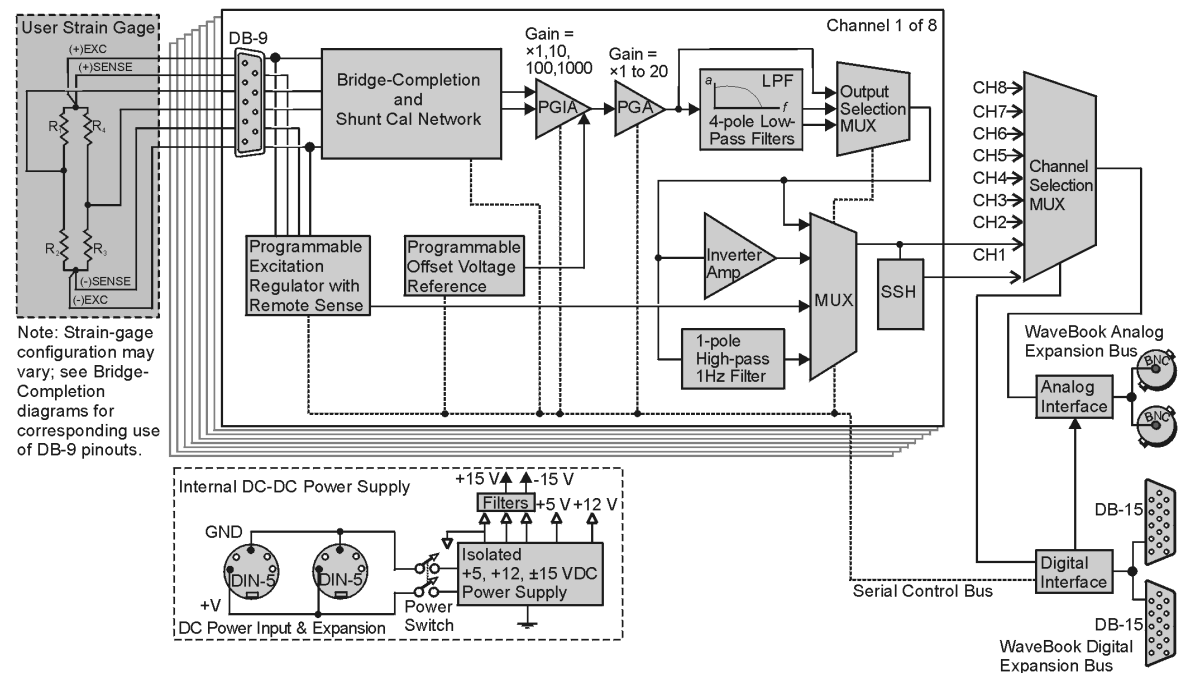 User Strain Gage
(+)EXC
(+)SENSE
R₁
R₄
R₂
R₃
(-)SENSE
(-)EXC
Note: Strain-gage
configuration may
vary; see Bridge-
Completion
diagrams for
corresponding use
of DB-9 pinouts.
DB-9
Channel 1 of 8
Bridge-Completion
and
Shunt Cal Network
Gain =
×1,10,
100,1000
PGIA
Gain =
×1 to 20
PGA
a
LPF
f
4-pole Low-
Pass Filters
Output
Selection
MUX
Programmable
Excitation
Regulator with
Remote Sense
Programmable
Offset Voltage
Reference
Inverter
Amp
1-pole
High-pass
1Hz Filter
MUX
SSH
CH8
CH7
CH6
CH5
CH4
CH3
CH2
CH1
Channel
Selection
MUX
WaveBook Analog
Expansion Bus
BNC
BNC
Analog
Interface
DB-15
Digital
Interface
Serial Control Bus
DB-15
WaveBook Digital
Expansion Bus
Internal DC-DC Power Supply
GND
DIN-5
DIN-5
+V
DC Power Input & Expansion
Power
Switch
+15 V
-15 V
Filters
+5 V
+12 V
Isolated
+5, +12, ±15 VDC
Power Supply